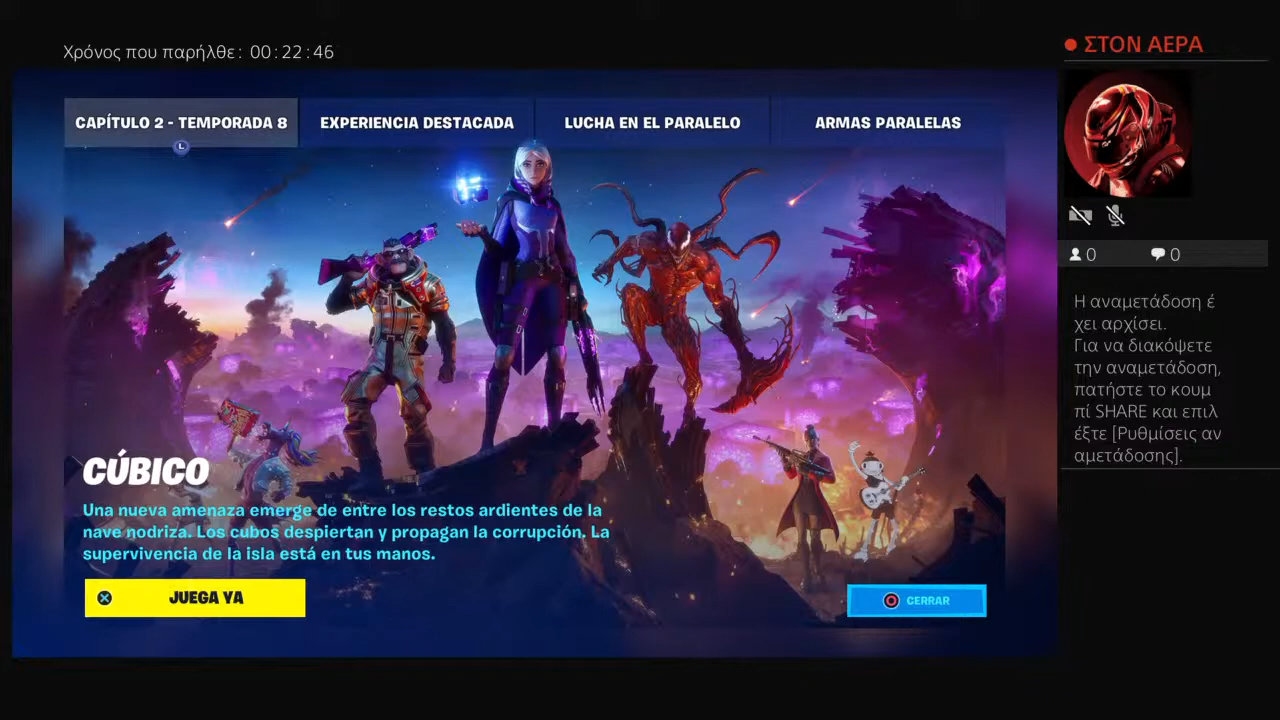 Χρόνος που παρήλθε: 00:22:46
ΣΤΟΝ ΑΕΡΑ
CAPÍTULO 2 - TEMPORADA 8
EXPERIENCIA DESTACADA
LUCHA EN EL PARALELO
ARMAS PARALELAS
L
0
0
Η αναμετάδοση έ
χει αρχίσει.
Για να διακόψετε
την αναμετάδοση,
πατήστε το κουμ
πί SHARE και επιλ
έξτε [Ρυθμίσεις αν
αμετάδοσης].
CÚBICO
Una nueva amenaza emerge de entre los restos ardientes de la
nave nodriza. Los cubos despiertan y propagan la corrupción. La
supervivencia de la isla está en tus manos.
JUEGA YA
CERRAR